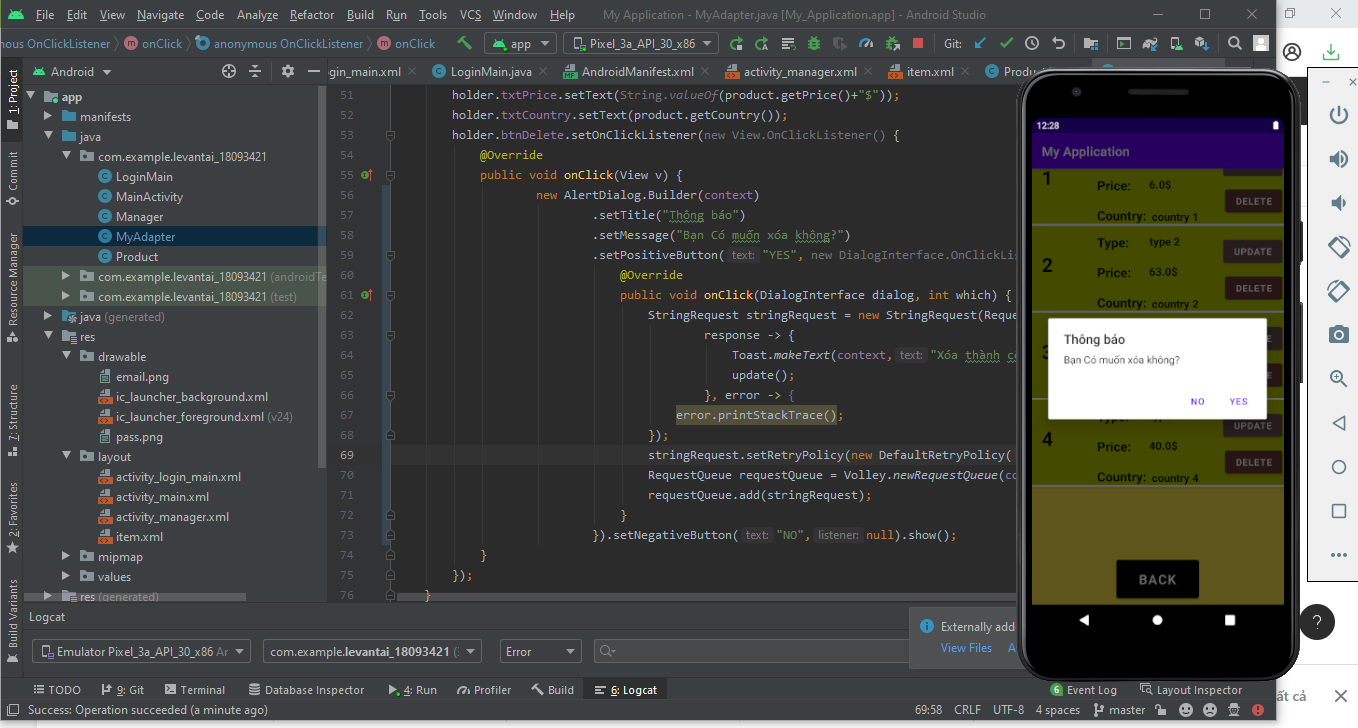 File Edit View Navigate Code Analyze Refactor Build Run Tools VCS Window Help My Application - MyAdapter.java [My_Application.app] - Android Studio
nous OnClickListener onClick anonymous OnClickListener onClick app Pixel_3a_API_30_x86 Git:
Android
gin_main.xml LoginMain.java AndroidManifest.xml activity_manager.xml item.xml
1: Project
Commit
Resource Manager
7: Structure
2: Favorites
Build Variants
app
manifests
java
com.example.levantai_18093421
LoginMain
MainActivity
Manager
MyAdapter
Product
com.example.levantai_18093421 (androidTe
com.example.levantai_18093421 (test)
java (generated)
res
drawable
email.png
ic_launcher_background.xml
ic_launcher_foreground.xml (v24)
pass.png
layout
activity_login_main.xml
activity_main.xml
activity_manager.xml
item.xml
mipmap
values
res (generated)
51 holder.txtPrice.setText(String.valueOf(product.getPrice()+"$"));
52 holder.txtCountry.setText(product.getCountry());
53 holder.btnDelete.setOnClickListener(new View.OnClickListener() {
54 @Override
55 public void onClick(View v) {
56 new AlertDialog.Builder(context)
57 .setTitle("Thông báo")
58 .setMessage("Bạn Có muốn xóa không?")
59 .setPositiveButton( text: "YES", new DialogInterface.OnClickLis
60 @Override
61 public void onClick(DialogInterface dialog, int which) {
62 StringRequest stringRequest = new StringRequest(Reque
63 response -> {
64 Toast.makeText(context, text: "Xóa thành cô
65 update();
66 }, error -> {
67 error.printStackTrace();
68 });
69 stringRequest.setRetryPolicy(new DefaultRetryPolicy(
70 RequestQueue requestQueue = Volley.newRequestQueue(co
71 requestQueue.add(stringRequest);
72 }
73 }).setNegativeButton( text: "NO", listener: null).show();
74 }
75 });
76 }
12:28
My Application
1
Price: 6.0$
DELETE
Country: country 1
Type: type 2
UPDATE
2
Price: 63.0$
DELETE
Country: country 2
3
Thông báo
Bạn Có muốn xóa không?
NO YES
UPDATE
4
Price: 40.0$
DELETE
Country: country 4
BACK
Logcat
Emulator Pixel_3a_API_30_x86 An com.example.levantai_18093421 Error
Externally add
View Files
TODO 9: Git Terminal Database Inspector 4: Run Profiler Build 6: Logcat 6 Event Log Layout Inspector
Success: Operation succeeded (a minute ago) 69:58 CRLF UTF-8 4 spaces master
?
ất cả